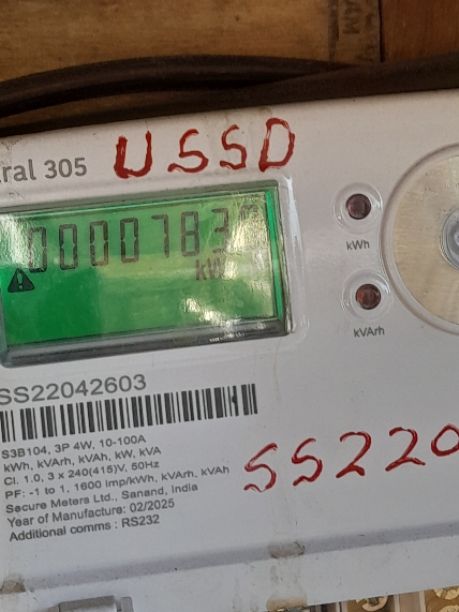 ral 305
USSD
kWh
kVArh
SS22042603
S3B104, 3P 4W, 10-100A
kWh, kVArh, kVAh, kW, kVA
Cl. 1.0, 3 x 240(415)V, 50Hz
PF: -1 to 1. 1600 imp/kWh, kVArh, kVAh
Secure Meters Ltd., Sanand, India
Year of Manufacture: 02/2025
Additional comms : RS232
SS220